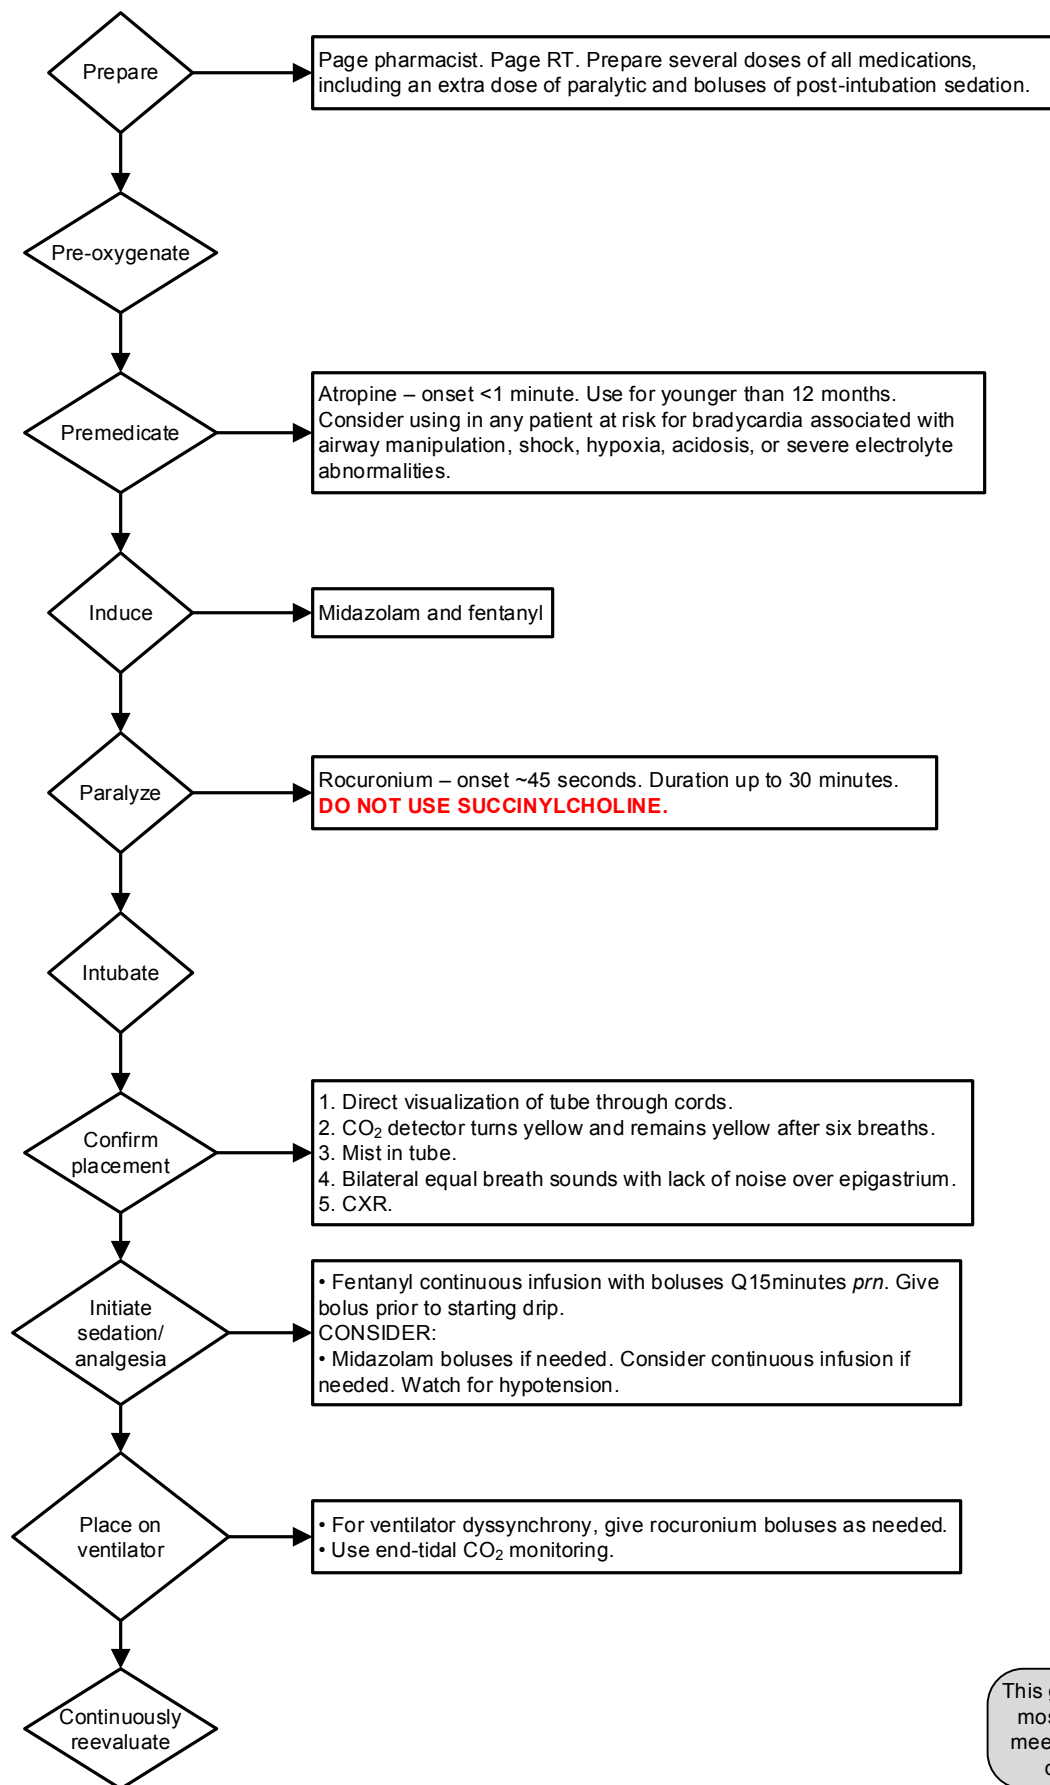 Prepare
Page pharmacist. Page RT. Prepare several doses of all medications,
including an extra dose of paralytic and boluses of post-intubation sedation.
Pre-oxygenate
Premedicate
Atropine – onset <1 minute. Use for younger than 12 months.
Consider using in any patient at risk for bradycardia associated with
airway manipulation, shock, hypoxia, acidosis, or severe electrolyte
abnormalities.
Induce
Midazolam and fentanyl
Paralyze
Rocuronium – onset ~45 seconds. Duration up to 30 minutes.
DO NOT USE SUCCINYLCHOLINE.
Intubate
Confirm
placement
1. Direct visualization of tube through cords.
2. CO₂ detector turns yellow and remains yellow after six breaths.
3. Mist in tube.
4. Bilateral equal breath sounds with lack of noise over epigastrium.
5. CXR.
Initiate
sedation/
analgesia
• Fentanyl continuous infusion with boluses Q15minutes prn. Give
bolus prior to starting drip.
CONSIDER:
• Midazolam boluses if needed. Consider continuous infusion if
needed. Watch for hypotension.
Place on
ventilator
• For ventilator dyssynchrony, give rocuronium boluses as needed.
• Use end-tidal CO₂ monitoring.
Continuously
reevaluate
This